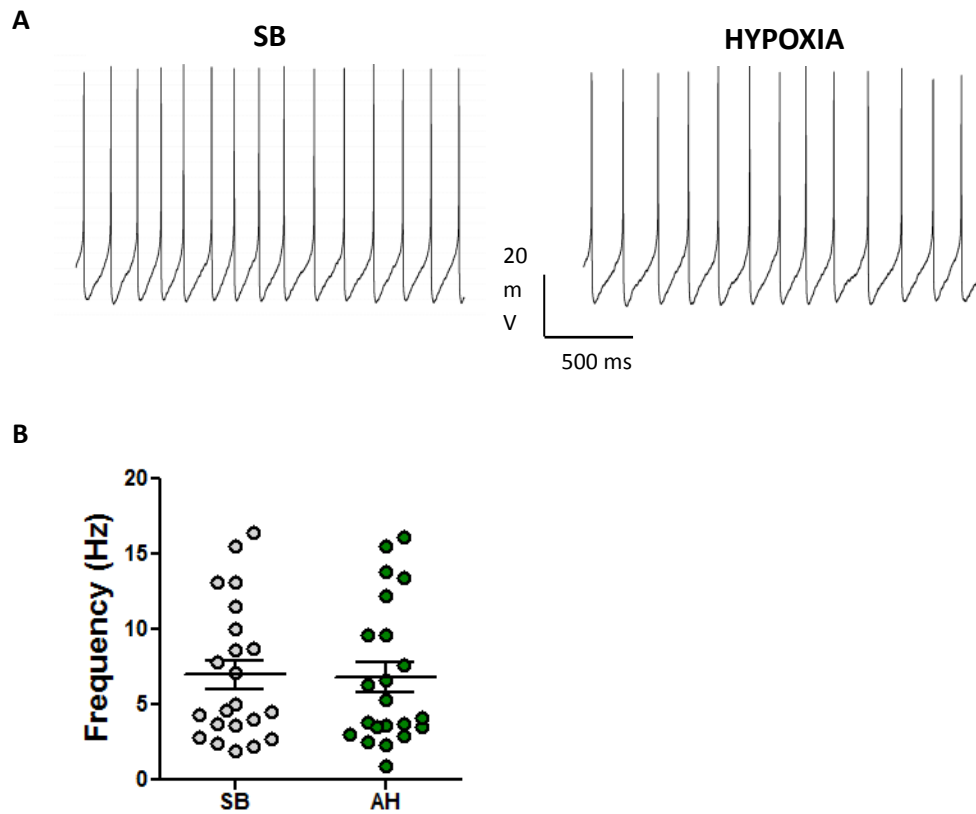 A
SB
HYPOXIA
20
m
V
500 ms
B
Frequency (Hz)
20
15
10
5
0
SB
AH